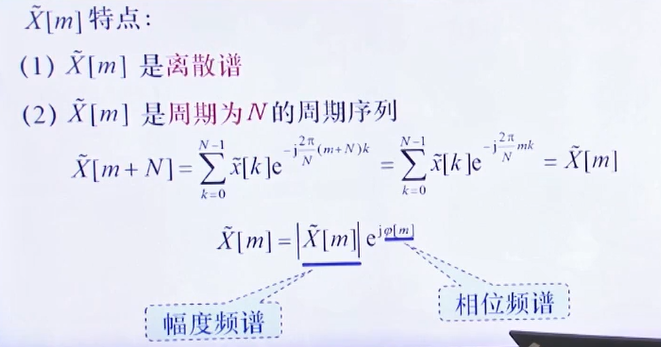 X̃[m] 特点:
(1) X̃[m] 是离散谱
(2) X̃[m] 是周期为N的周期序列
X̃[m + N] = ∑_{k=0}^{N−1} x̃[k]e^{−j(2π/N)(m+N)k} = ∑_{k=0}^{N−1} x̃[k]e^{−j(2π/N)mk} = X̃[m]
X̃[m] = |X̃[m]| e^{jφ[m]}
幅度频谱 相位频谱